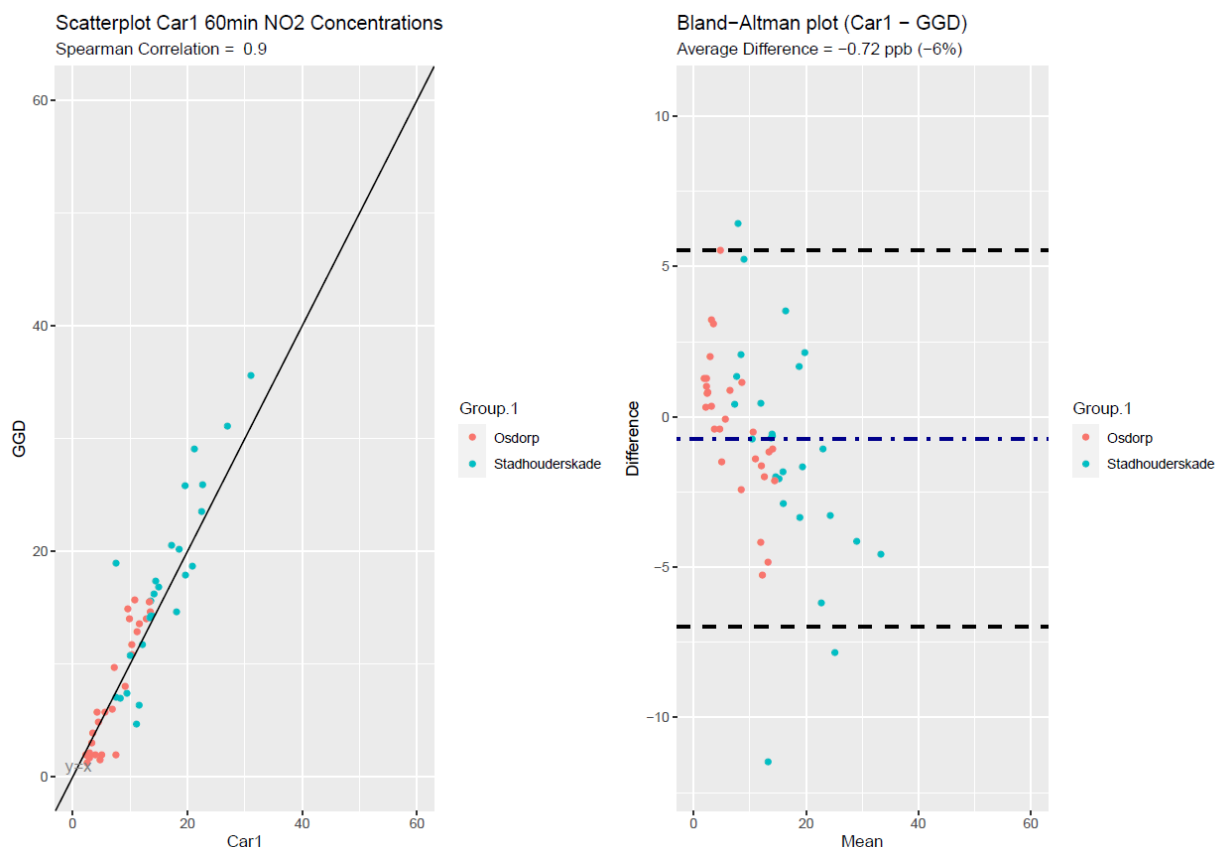 Scatterplot Car1 60min NO2 Concentrations
Spearman Correlation = 0.9
60
40
20
0
GGD
y=x
0 20 40 60
Car1
Group.1
Osdorp
Stadhouderskade
Bland−Altman plot (Car1 − GGD)
Average Difference = −0.72 ppb (−6%)
10
5
0
−5
−10
Difference
0 20 40 60
Mean
Group.1
Osdorp
Stadhouderskade